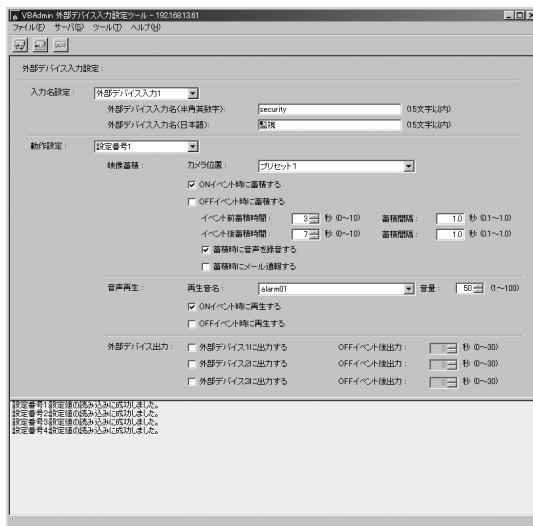 VBAdmin 外部デバイス入力設定ツール - 192.168.13.61
ファイル(F) サーバ(S) ツール(T) ヘルプ(H)
外部デバイス入力設定:
入力名設定: 外部デバイス入力1
外部デバイス入力名(半角英数字): security (15文字以内)
外部デバイス入力名(日本語): 監視 (15文字以内)
動作設定: 設定番号1
映像蓄積: カメラ位置: プリセット1
ONイベント時に蓄積する
OFFイベント時に蓄積する
イベント前蓄積時間: 3 秒 (0~10) 蓄積間隔: 1.0 秒 (0.1~1.0)
イベント後蓄積時間: 7 秒 (0~10) 蓄積間隔: 1.0 秒 (0.1~1.0)
蓄積時に音声を録音する
蓄積時にメール通報する
音声再生: 再生音名: alarm01 音量: 50 (1~100)
ONイベント時に再生する
OFFイベント時に再生する
外部デバイス出力: 外部デバイス1に出力する OFFイベント後出力: 0 秒 (0~30)
外部デバイス2に出力する OFFイベント後出力: 0 秒 (0~30)
外部デバイス3に出力する OFFイベント後出力: 0 秒 (0~30)
設定番号1設定値の読み込みに成功しました。
設定番号2設定値の読み込みに成功しました。
設定番号3設定値の読み込みに成功しました。
設定番号4設定値の読み込みに成功しました。